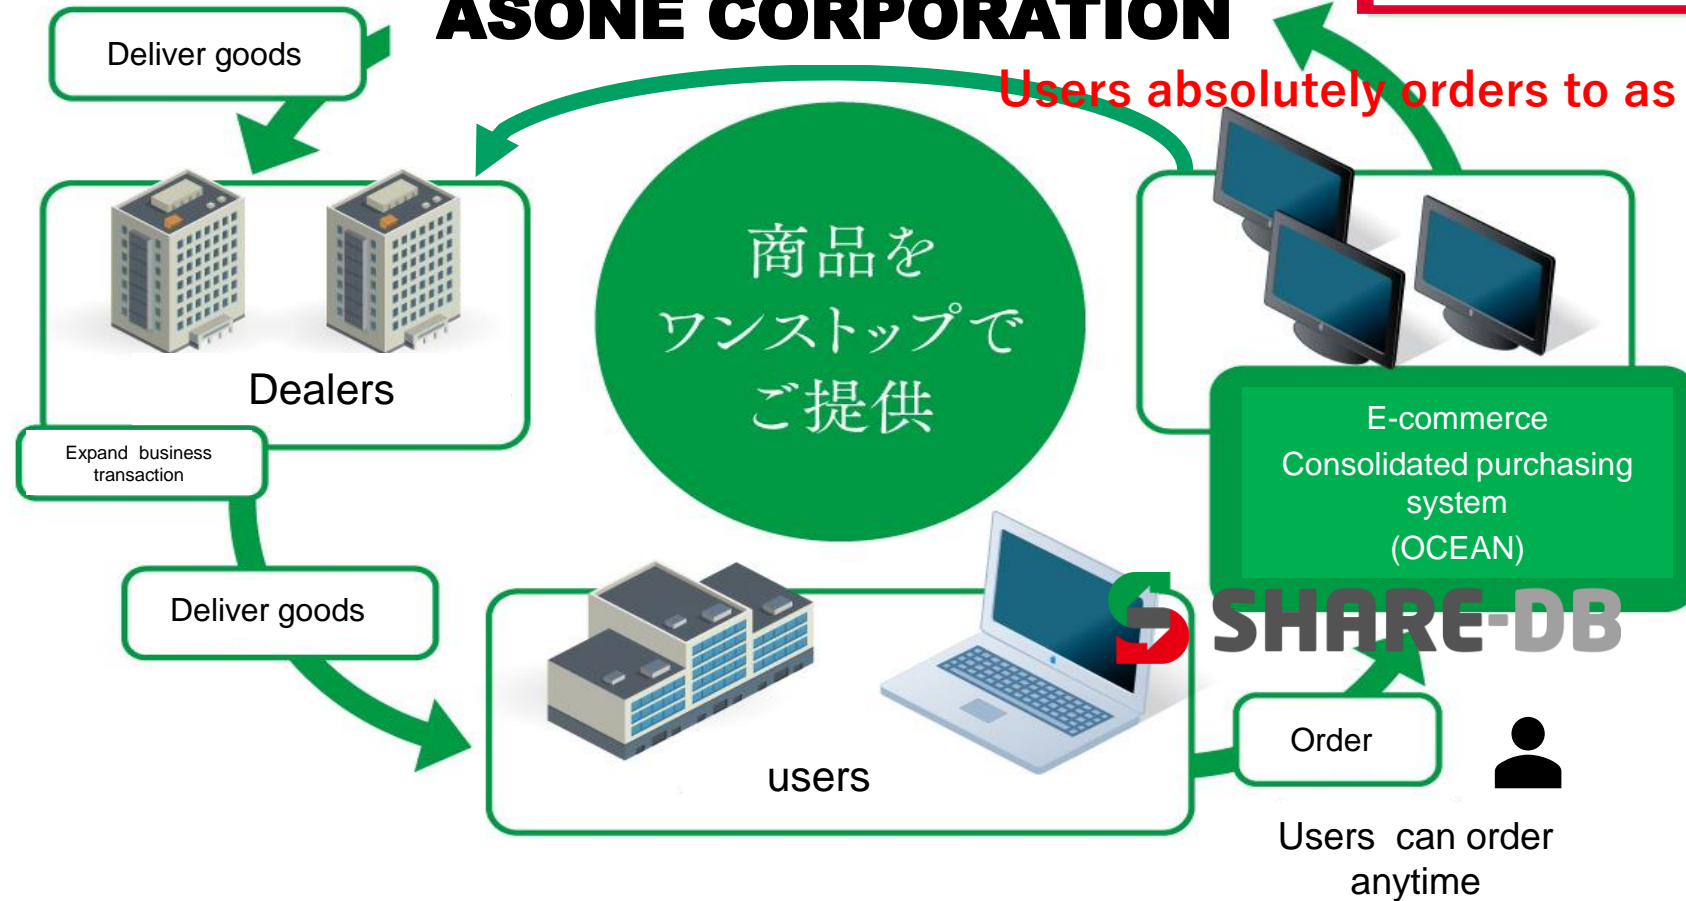 ASONE CORPORATION
Deliver goods
Users absolutely orders to as
商品を
ワンストップで
ご提供
Dealers
E-commerce
Consolidated purchasing
system
(OCEAN)
Expand business
transaction
Deliver goods
SHARE-DB
Order
users
Users can order
anytime